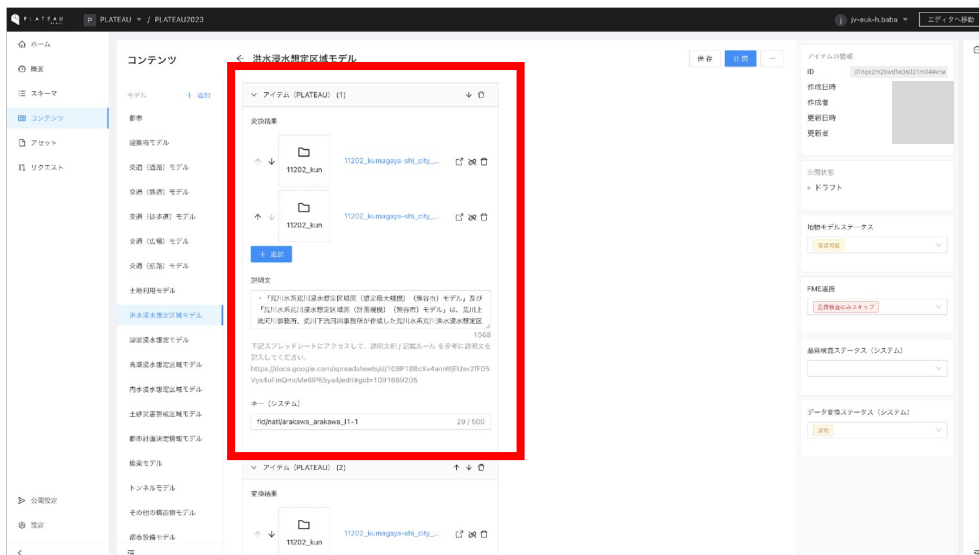 PLATEAU
P PLATEAU / PLATEAU2023
j jv-euk-h.baba
エディタへ移動
ホーム
概要
スキーマ
コンテンツ
アセット
リクエスト
公開設定
設定
コンテンツ
モデル + 追加
都市
建築物モデル
交通（道路）モデル
交通（鉄道）モデル
交通（徒歩道）モデル
交通（広場）モデル
交通（航路）モデル
土地利用モデル
洪水浸水想定区域モデル
津波浸水想定モデル
高潮浸水想定区域モデル
内水浸水想定区域モデル
土砂災害警戒区域モデル
都市計画決定情報モデル
橋梁モデル
トンネルモデル
その他の構造物モデル
都市設備モデル
洪水浸水想定区域モデル
保存
公開
...
アイテム (PLATEAU) (1)
変換結果
11202_kun
11202_kumagaya-shi_city_...
11202_kun
11202_kumagaya-shi_city_...
+ 追加
説明文
・「荒川水系荒川浸水想定区域図（想定最大規模）（熊谷市）モデル」及び
『荒川水系荒川浸水想定区域図（計画規模）（熊谷市）モデル」は、荒川上
流河川事務所、荒川下流河川事務所が作成した荒川水系荒川洪水浸水想定区
1068
下記スプレッドシートにアクセスして、説明文例 / 記載ルール を参考に説明文を
記入してください。
キー（システム）
fld/natl/arakawa_arakawa_l1-1
29 / 500
アイテム (PLATEAU) (2)
変換結果
11202_kun
11202_kumagaya-shi_city_...
アイテムの情報
ID
作成日時
作成者
更新日時
更新者
公開状態
ドラフト
地物モデルステータス
確認可能
FME連携
品質検査のみスキップ
品質検査ステータス（システム）
データ変換ステータス（システム）
成功